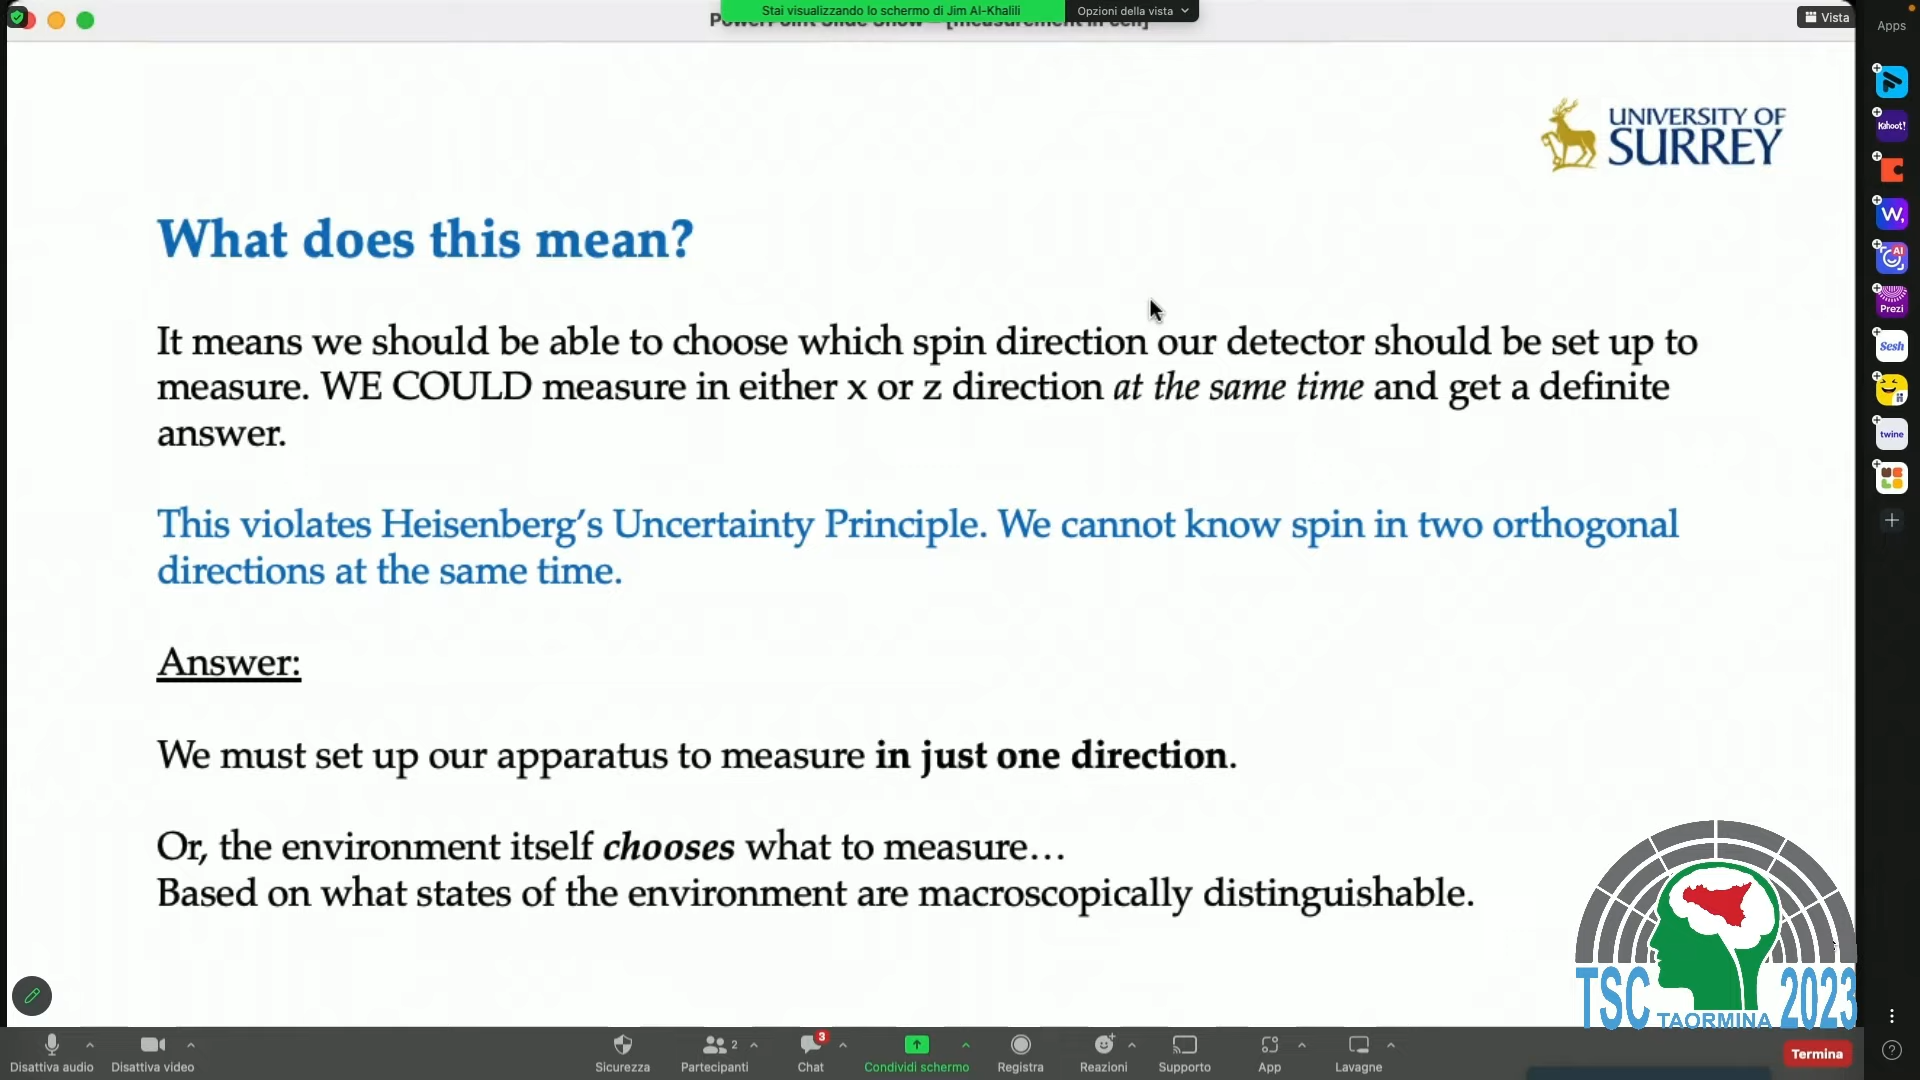 Stai visualizzando lo schermo di Jim Al-Khalili
Opzioni della vista
Vista
Apps
UNIVERSITY OF
SURREY
What does this mean?
It means we should be able to choose which spin direction our detector should be set up to
measure. WE COULD measure in either x or z direction at the same time and get a definite
answer.
This violates Heisenberg's Uncertainty Principle. We cannot know spin in two orthogonal
directions at the same time.
Answer:
We must set up our apparatus to measure in just one direction.
Or, the environment itself chooses what to measure…
Based on what states of the environment are macroscopically distinguishable.
Kahoot!
W,
AI
Prezi
Sesh
twine
TSC 2023
TAORMINA
Disattiva audio
Disattiva video
Sicurezza
Partecipanti
2
Chat
3
Condividi schermo
Registra
Reazioni
Supporto
App
Lavagne
Termina